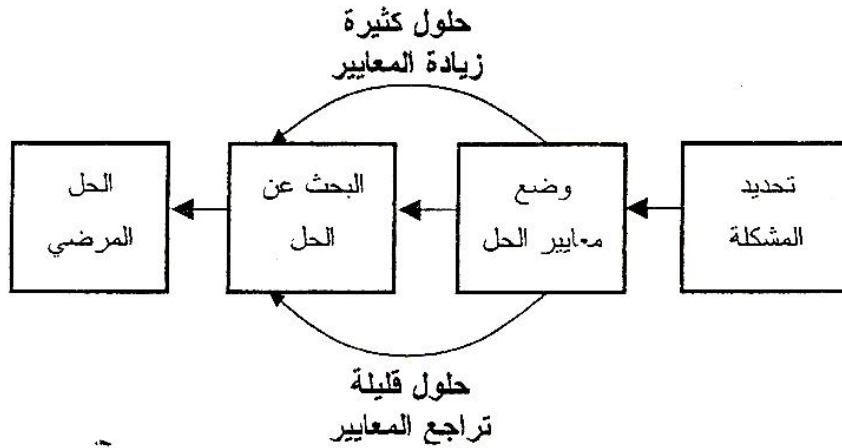 حلول كثيرة
زيادة المعايير
تحديد
المشكلة
وضع
معايير الحل
البحث عن
الحل
الحل
المرضي
حلول قليلة
تراجع المعايير